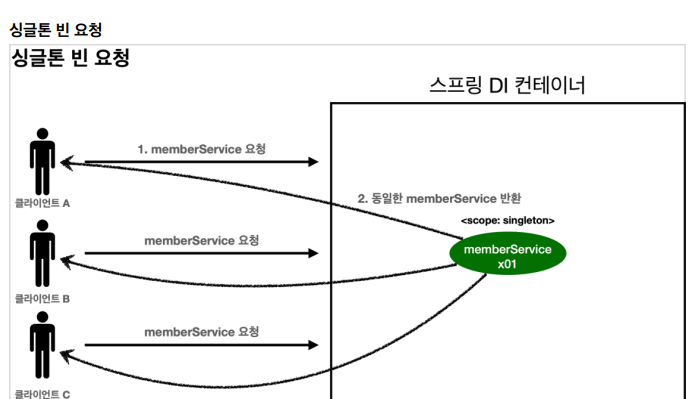 싱글톤 빈 요청
싱글톤 빈 요청
스프링 DI 컨테이너
1. memberService 요청
클라이언트 A
2. 동일한 memberService 반환
<scope: singleton>
memberService 요청
memberService
x01
클라이언트 B
memberService 요청
클라이언트 C